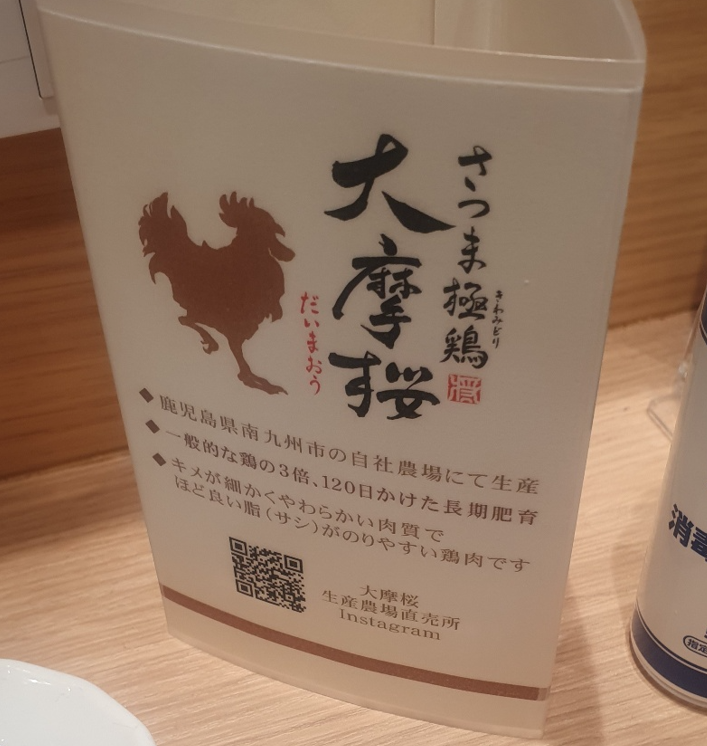 さつま極鶏
きわみどり
大摩桜
だいまおう
◆鹿児島県南九州市の自社農場にて生産
◆一般的な鶏の3倍、120日かけた長期肥育
◆キメが細かくやわらかい肉質で
ほど良い脂(サシ)がのりやすい鶏肉です
大摩桜
生産農場直売所
Instagram
消毒
指定